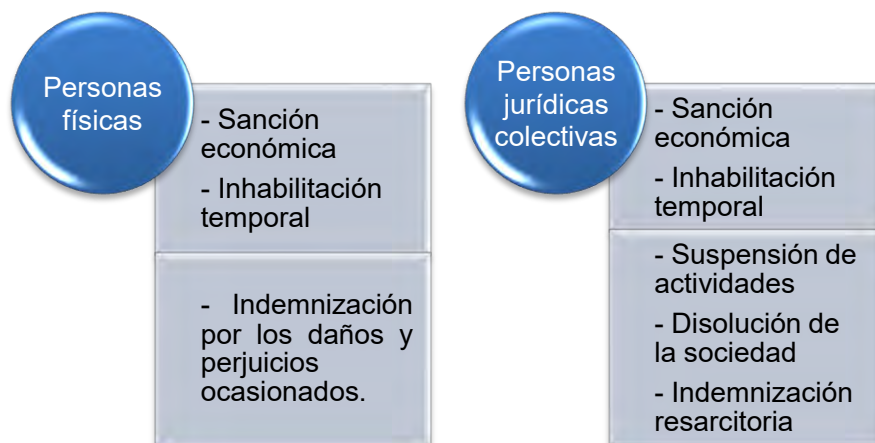 Personas
físicas
- Sanción
económica
- Inhabilitación
temporal
- Indemnización
por los daños y
perjuicios
ocasionados.
Personas
jurídicas
colectivas
- Sanción
económica
- Inhabilitación
temporal
- Suspensión de
actividades
- Disolución de
la sociedad
- Indemnización
resarcitoria